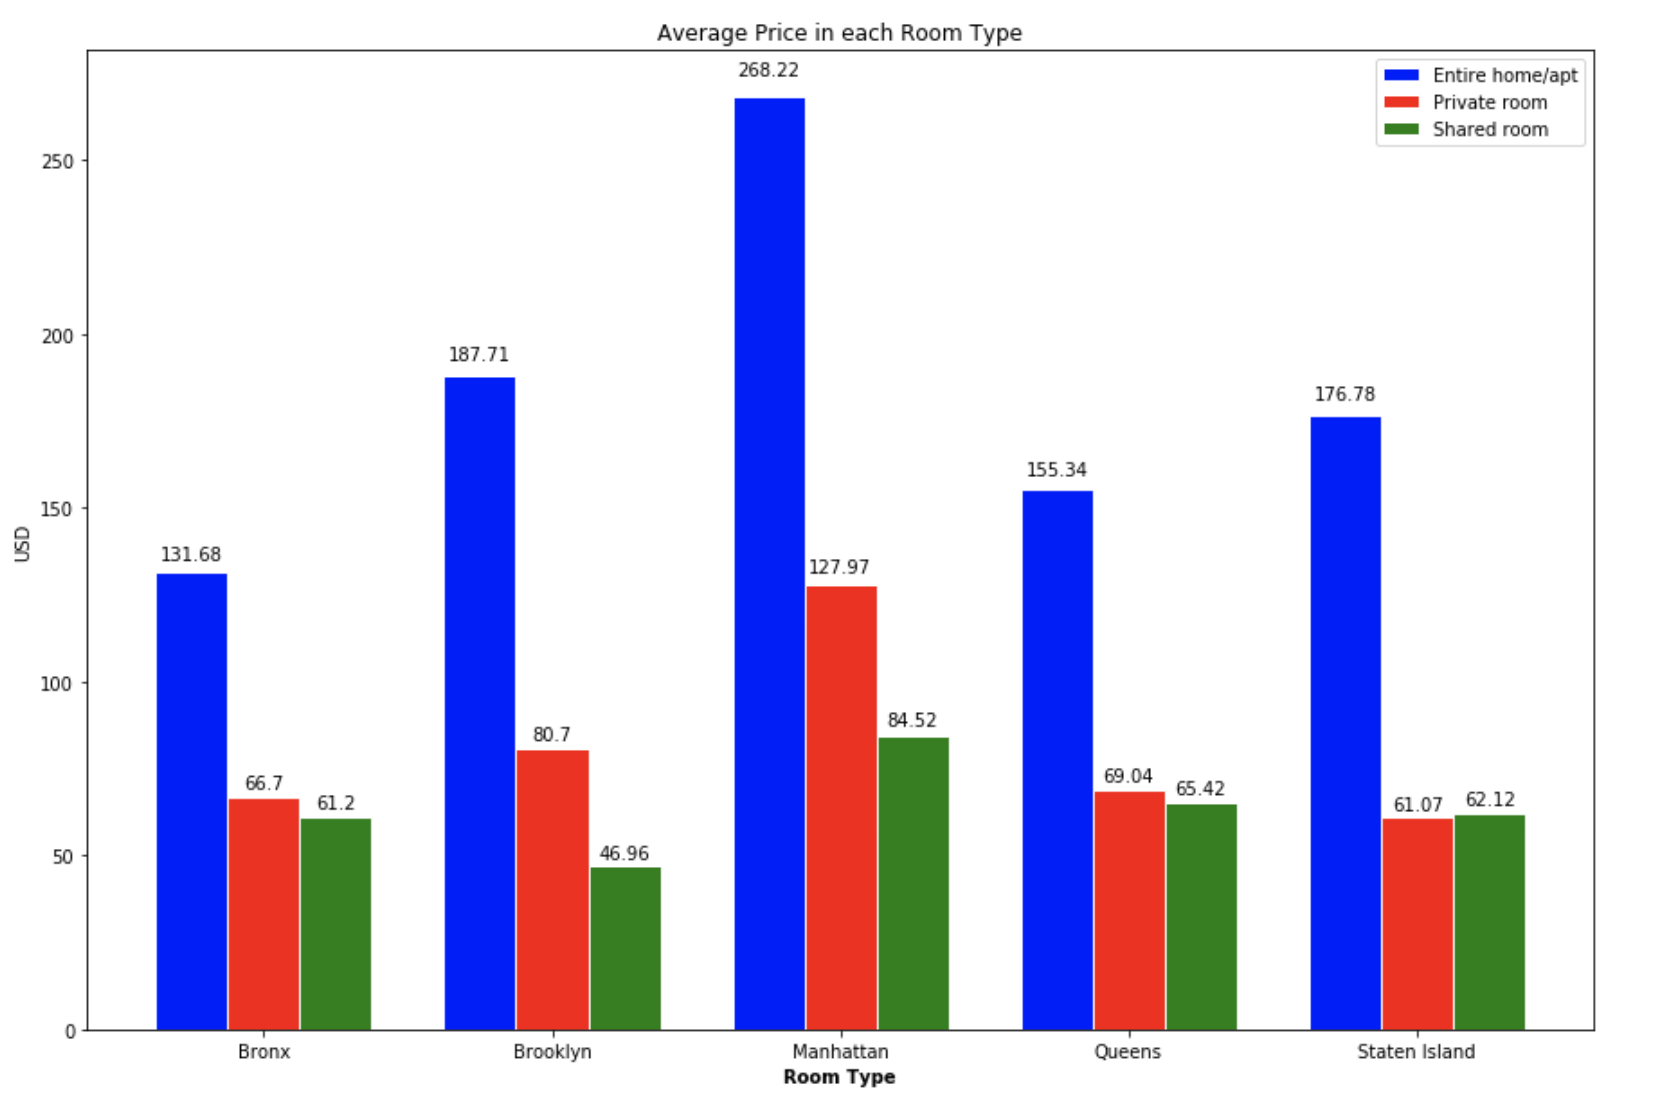 Average Price in each Room Type
268.22
Entire home/apt
Private room
Shared room
250
200
187.71
176.78
155.34
150
131.68
127.97
USD
100
84.52
80.7
66.7
61.2
46.96
69.04
65.42
61.07
62.12
50
0
Bronx
Brooklyn
Manhattan
Queens
Staten Island
Room Type